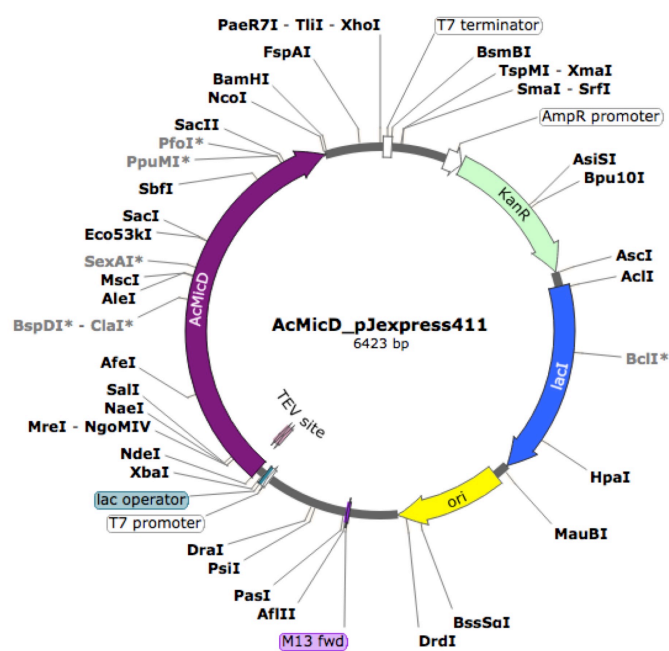 PaeR7I - TliI - XhoI
T7 terminator
FspAI
BsmBI
BamHI
TspMI - XmaI
NcoI
SmaI - SrfI
SacII
AmpR promoter
PfoI*
PpuMI*
AsiSI
SbfI
Bpu10I
KanR
SacI
Eco53kI
AscI
SexAI*
AclI
MscI
AleI
AcMicD
BspDI* - ClaI*
AcMicD_pJexpress411
6423 bp
BclI*
AfeI
lacI
SalI
NaeI
TEV site
MreI - NgoMIV
NdeI
XbaI
HpaI
lac operator
ori
T7 promoter
MauBI
DraI
PsiI
PasI
BssSαI
AflII
DrdI
M13 fwd